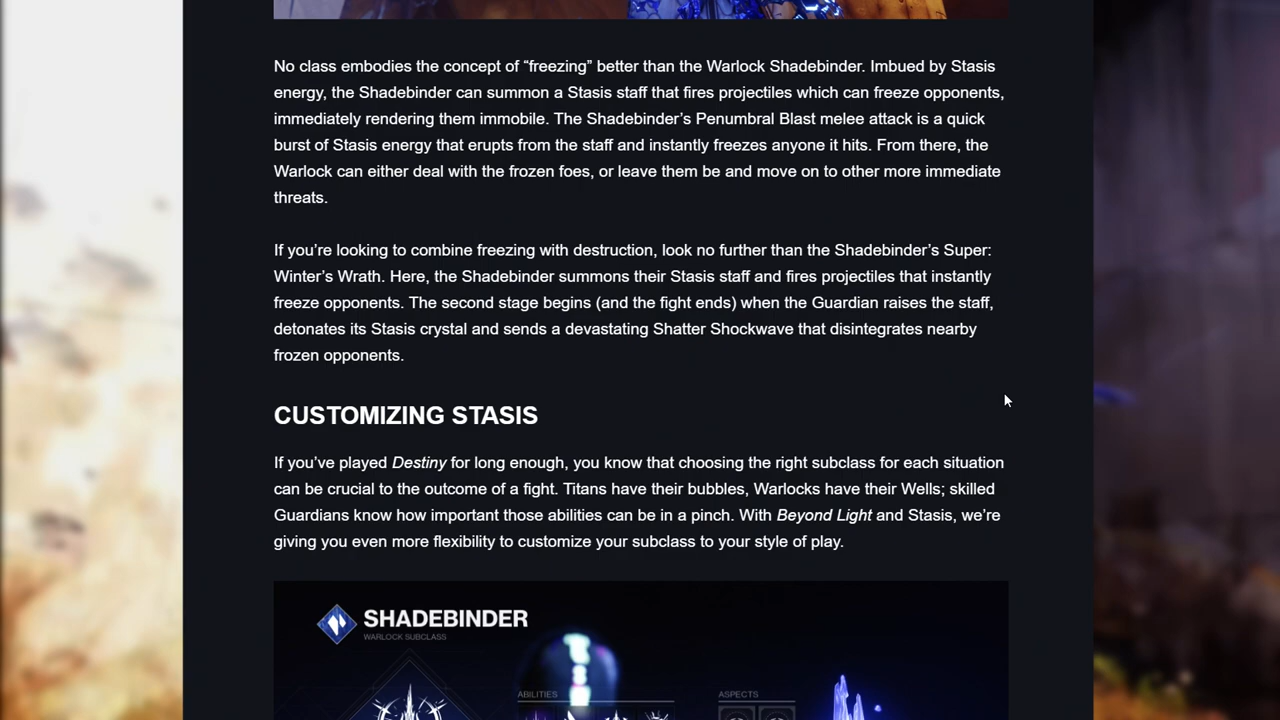 No class embodies the concept of “freezing” better than the Warlock Shadebinder. Imbued by Stasis
energy, the Shadebinder can summon a Stasis staff that fires projectiles which can freeze opponents,
immediately rendering them immobile. The Shadebinder’s Penumbral Blast melee attack is a quick
burst of Stasis energy that erupts from the staff and instantly freezes anyone it hits. From there, the
Warlock can either deal with the frozen foes, or leave them be and move on to other more immediate
threats.
If you’re looking to combine freezing with destruction, look no further than the Shadebinder’s Super:
Winter’s Wrath. Here, the Shadebinder summons their Stasis staff and fires projectiles that instantly
freeze opponents. The second stage begins (and the fight ends) when the Guardian raises the staff,
detonates its Stasis crystal and sends a devastating Shatter Shockwave that disintegrates nearby
frozen opponents.
CUSTOMIZING STASIS
If you’ve played Destiny for long enough, you know that choosing the right subclass for each situation
can be crucial to the outcome of a fight. Titans have their bubbles, Warlocks have their Wells; skilled
Guardians know how important those abilities can be in a pinch. With Beyond Light and Stasis, we’re
giving you even more flexibility to customize your subclass to your style of play.
SHADEBINDER
WARLOCK SUBCLASS
ABILITIES
ASPECTS